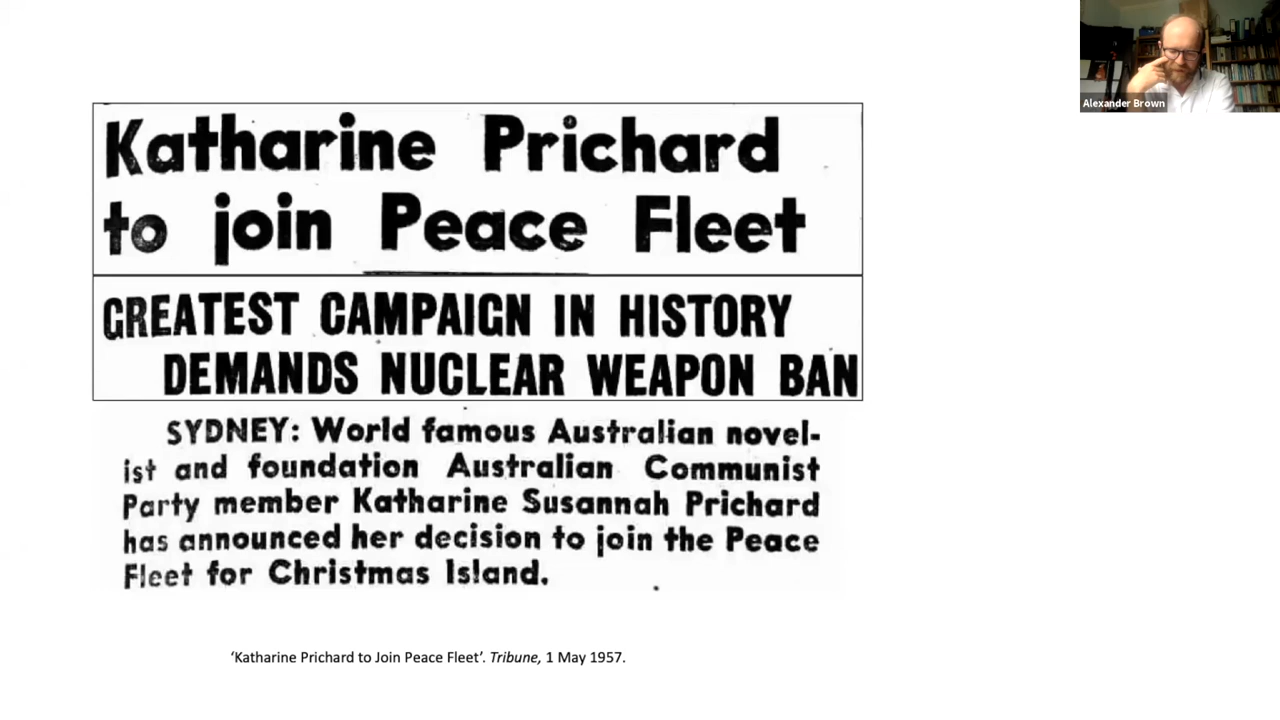 Katharine Prichard
to join Peace Fleet
GREATEST CAMPAIGN IN HISTORY
DEMANDS NUCLEAR WEAPON BAN
SYDNEY: World famous Australian novel-
ist and foundation Australian Communist
Party member Katharine Susannah Prichard
has announced her decision to join the Peace
Fleet for Christmas Island.
‘Katharine Prichard to Join Peace Fleet’. Tribune, 1 May 1957.
Alexander Brown